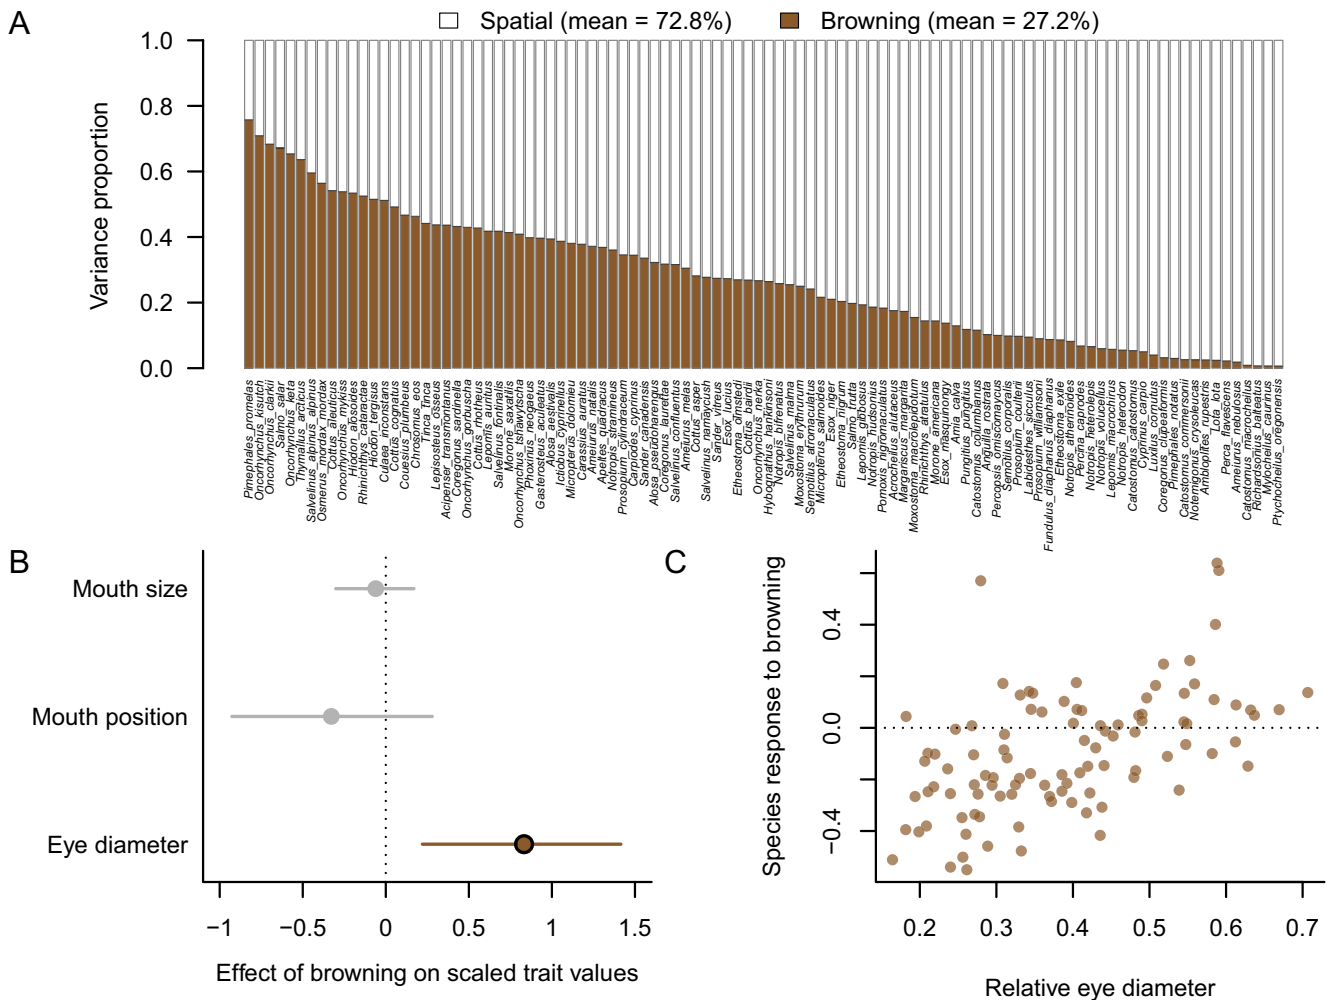 A
Spatial (mean = 72.8%)
Browning (mean = 27.2%)
Variance proportion
1.0
0.8
0.6
0.4
0.2
0.0
Pimephales_promelas
Oncorhynchus_kisutch
Oncorhynchus_clarkii
Salmo_salar
Oncorhynchus_keta
Thymallus_arcticus
Salvelinus_alpinus_alpinus
Osmerus_mordax_mordax
Cottus_aleuticus
Oncorhynchus_mykiss
Hiodon_alosoides
Rhinichthys_cataractae
Hiodon_tergisus
Culaea_inconstans
Cottus_cognatus
Couesius_plumbeus
Chrosomus_eos
Tinca_Tinca
Lepisosteus_osseus
Acipenser_transmontanus
Coregonus_sardinella
Oncorhynchus_gorbuscha
Cottus_rhotheus
Lepomis_auritus
Salvelinus_fontinalis
Morone_saxatilis
Oncorhynchus_tshawytscha
Phoxinus_neogaeus
Gasterosteus_aculeatus
Alosa_aestivalis
Ictiobus_cyprinellus
Micropterus_dolomieu
Carassius_auratus
Ameiurus_natalis
Apeltes_quadracus
Notropis_stramineus
Prosopium_cylindraceum
Carpiodes_cyprinus
Sander_canadensis
Alosa_pseudoharengus
Coregonus_laurettae
Salvelinus_confluentus
Ameiurus_melas
Cottus_asper
Salvelinus_namaycush
Sander_vitreus
Esox_lucius
Etheostoma_olmstedi
Cottus_bairdii
Oncorhynchus_nerka
Hybognathus_hankinsoni
Notropis_bifrenatus
Salvelinus_malma
Moxostoma_anisurum
Semotilus_atromaculatus
Micropterus_salmoides
Esox_niger
Etheostoma_nigrum
Salmo_trutta
Lepomis_gibbosus
Notropis_hudsonius
Pomoxis_nigromaculatus
Acrocheilus_alutaceus
Margariscus_margarita
Moxostoma_macrolepidotum
Rhinichthys_atratulus
Morone_americana
Esox_masquinongy
Amia_calva
Pungitius_pungitius
Catostomus_columbianus
Anguilla_rostrata
Percopsis_omiscomaycus
Semotilus_corporalis
Prosopium_coulterii
Labidesthes_sicculus
Prosopium_williamsoni
Fundulus_diaphanus_diaphanus
Etheostoma_exile
Notropis_atherinoides
Percina_caprodes
Notropis_heterolepis
Notropis_volucellus
Lepomis_macrochirus
Notropis_heterodon
Catostomus_catostomus
Cyprinus_carpio
Luxilus_cornutus
Coregonus_clupeaformis
Pimephales_notatus
Catostomus_commersonii
Notemigonus_crysoleucas
Ambloplites_rupestris
Lota_lota
Perca_flavescens
Ameiurus_nebulosus
Catostomus_macrocheilus
Richardsonius_balteatus
Mylocheilus_caurinus
Ptychocheilus_oregonensis
B
Mouth size
Mouth position
Eye diameter
−1
−0.5
0
0.5
1
1.5
Effect of browning on scaled trait values
C
Species response to browning
0.4
0.0
−0.4
0.2
0.3
0.4
0.5
0.6
0.7
Relative eye diameter